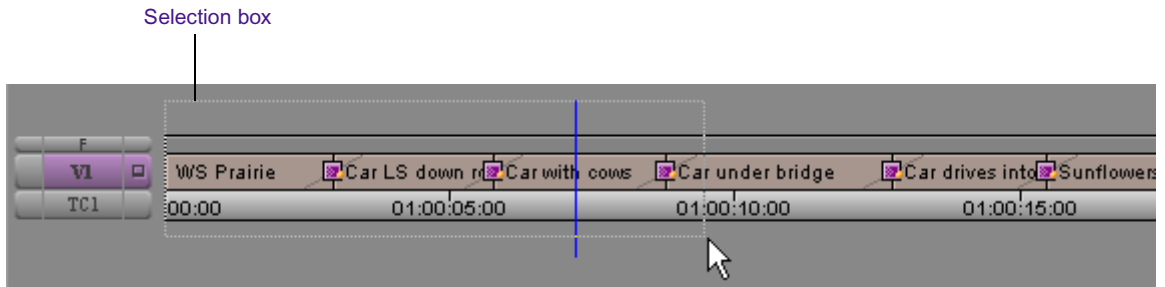 Selection box
F
V1 WS Prairie Car LS down ro Car with cows Car under bridge Car drives into Sunflowers
TC1 00:00 01:00:05:00 01:00:10:00 01:00:15:00